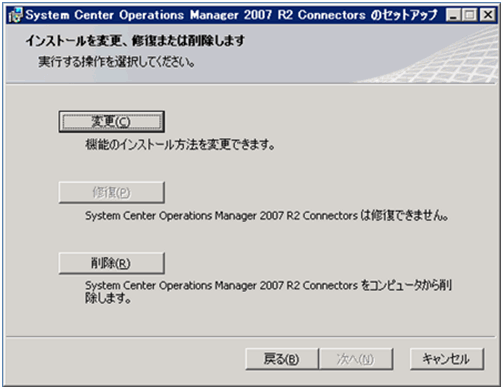 System Center Operations Manager 2007 R2 Connectors のセットアップ
インストールを変更、修復または削除します
実行する操作を選択してください。
変更(C)
機能のインストール方法を変更できます。
修復(P)
System Center Operations Manager 2007 R2 Connectors は修復できません。
削除(R)
System Center Operations Manager 2007 R2 Connectors をコンピュータから削
除します。
戻る(B) 次へ(N) キャンセル